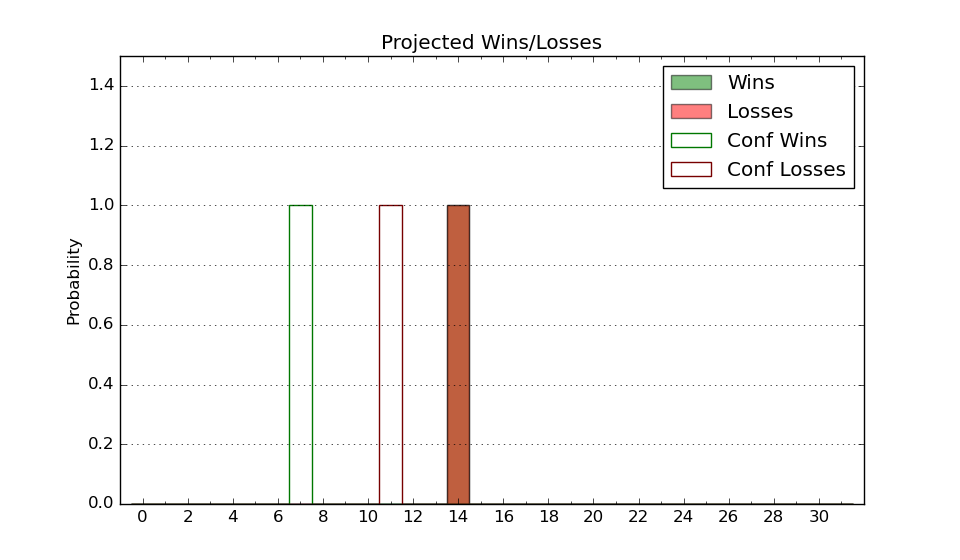 Projected Wins/Losses
1.4
1.2
1.0
0.8
0.6
0.4
0.2
0.0
Probability
Wins
Losses
Conf Wins
Conf Losses
0 2 4 6 8 10 12 14 16 18 20 22 24 26 28 30